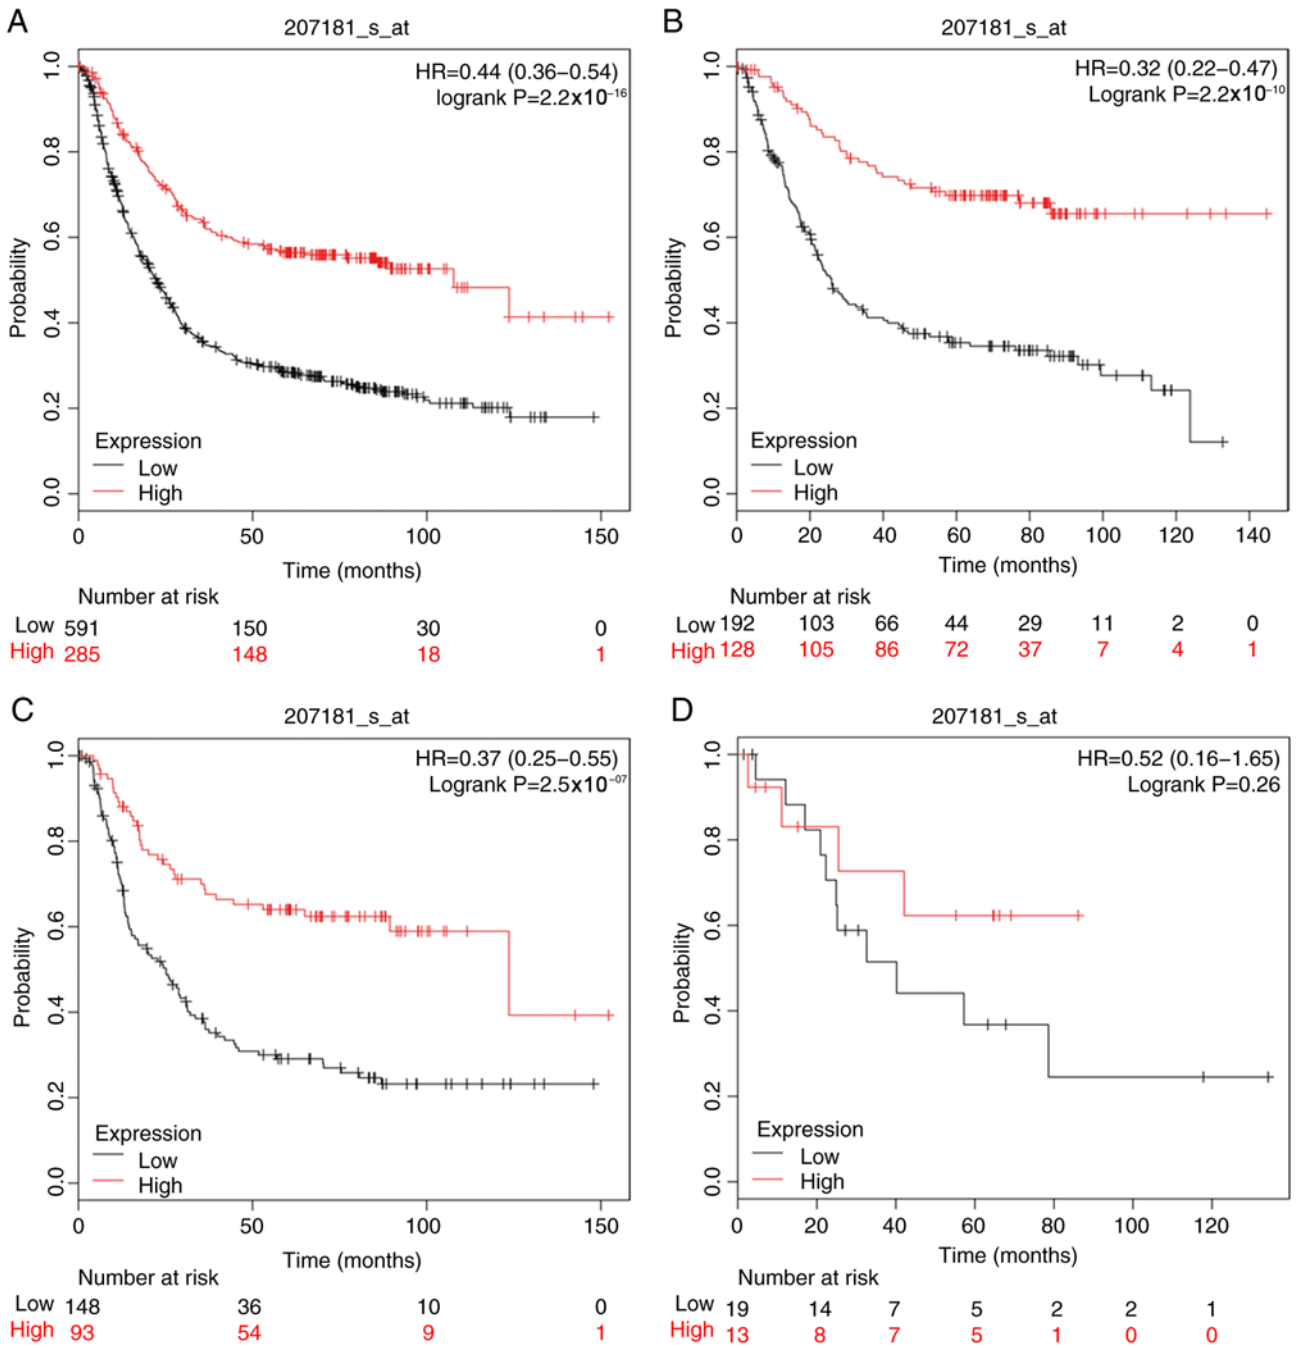 A
207181_s_at
HR=0.44 (0.36–0.54)
logrank P=2.2x10⁻¹⁶
Probability
1.0
0.8
0.6
0.4
0.2
0.0
Expression
Low
High
0 50 100 150
Time (months)
Number at risk
Low 591 150 30 0
High 285 148 18 1
B
207181_s_at
HR=0.32 (0.22–0.47)
Logrank P=2.2x10⁻¹⁰
Probability
1.0
0.8
0.6
0.4
0.2
0.0
Expression
Low
High
0 20 40 60 80 100 120 140
Time (months)
Number at risk
Low 192 103 66 44 29 11 2 0
High 128 105 86 72 37 7 4 1
C
207181_s_at
HR=0.37 (0.25–0.55)
Logrank P=2.5x10⁻⁰⁷
Probability
1.0
0.8
0.6
0.4
0.2
0.0
Expression
Low
High
0 50 100 150
Time (months)
Number at risk
Low 148 36 10 0
High 93 54 9 1
D
207181_s_at
HR=0.52 (0.16–1.65)
Logrank P=0.26
Probability
1.0
0.8
0.6
0.4
0.2
0.0
Expression
Low
High
0 20 40 60 80 100 120
Time (months)
Number at risk
Low 19 14 7 5 2 2 1
High 13 8 7 5 1 0 0